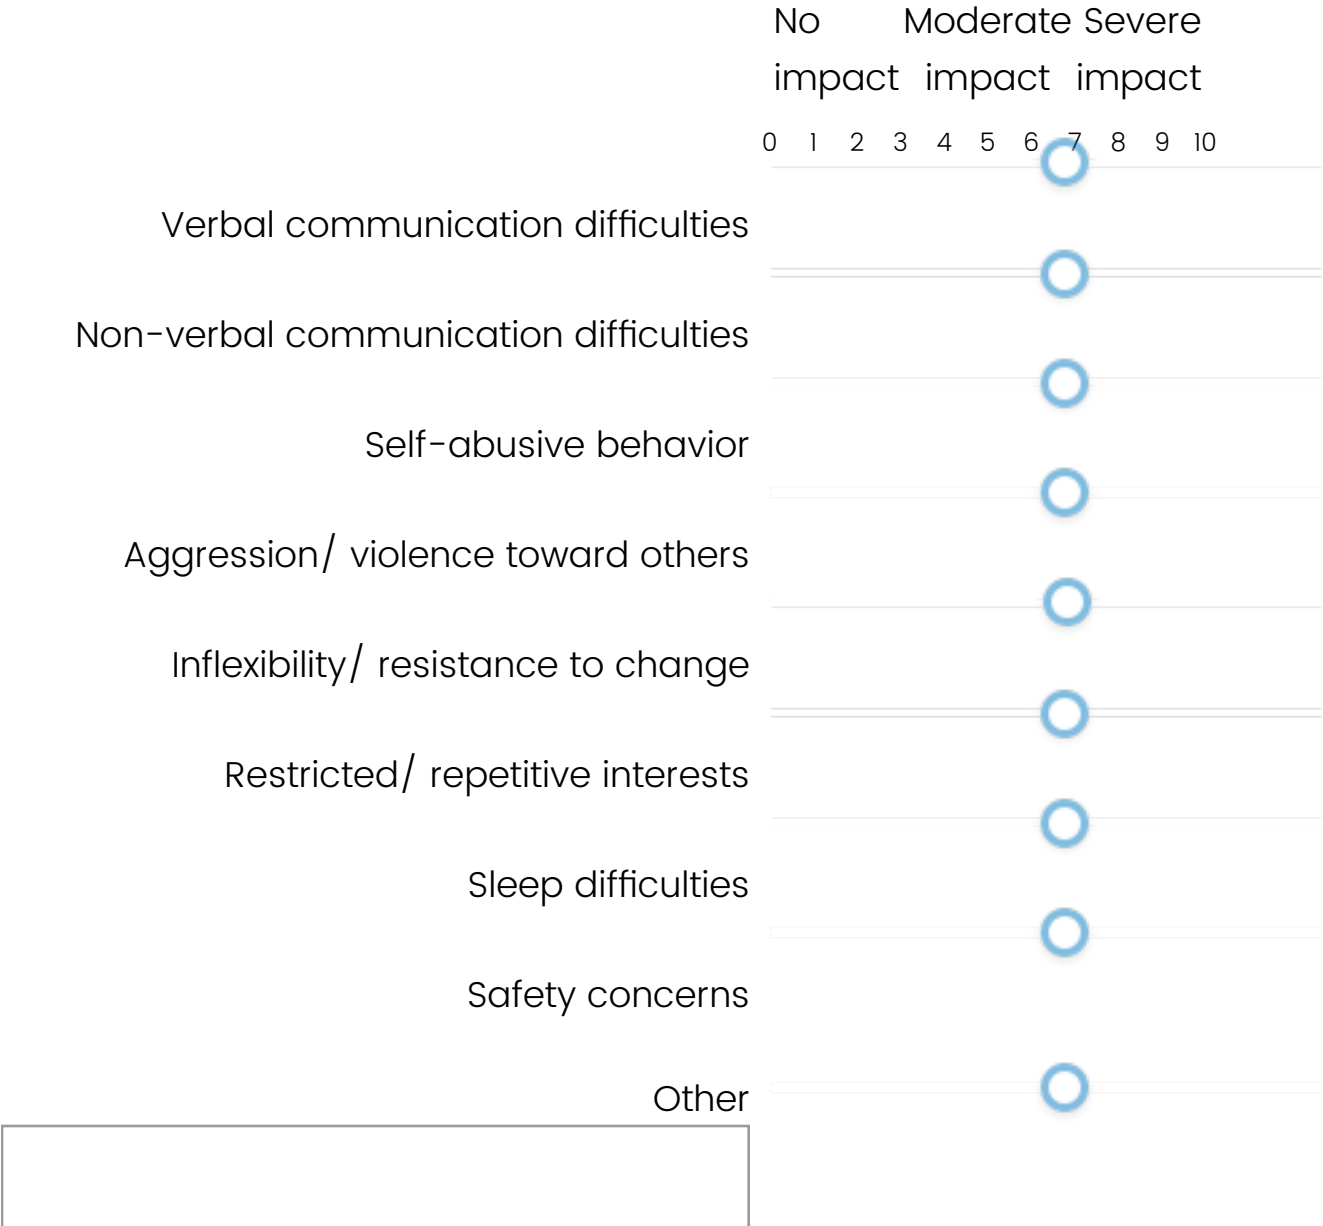 No Moderate Severe
impact impact impact
0 1 2 3 4 5 6 7 8 9 10
Verbal communication difficulties
Non-verbal communication difficulties
Self-abusive behavior
Aggression/ violence toward others
Inflexibility/ resistance to change
Restricted/ repetitive interests
Sleep difficulties
Safety concerns
Other